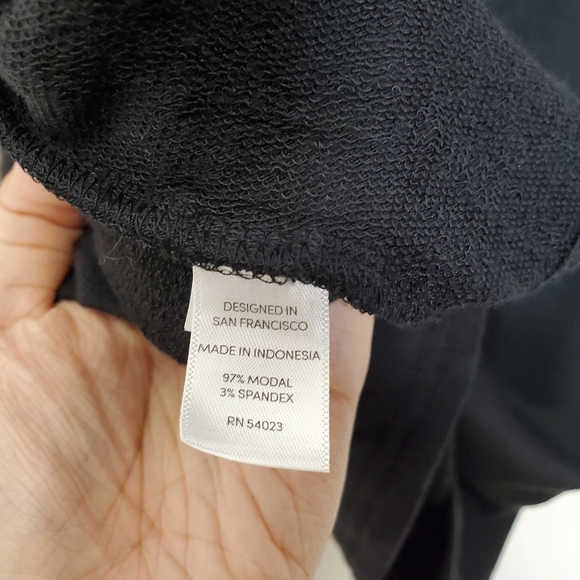 DESIGNED IN
SAN FRANCISCO
MADE IN INDONESIA
97% MODAL
3% SPANDEX
RN 54023